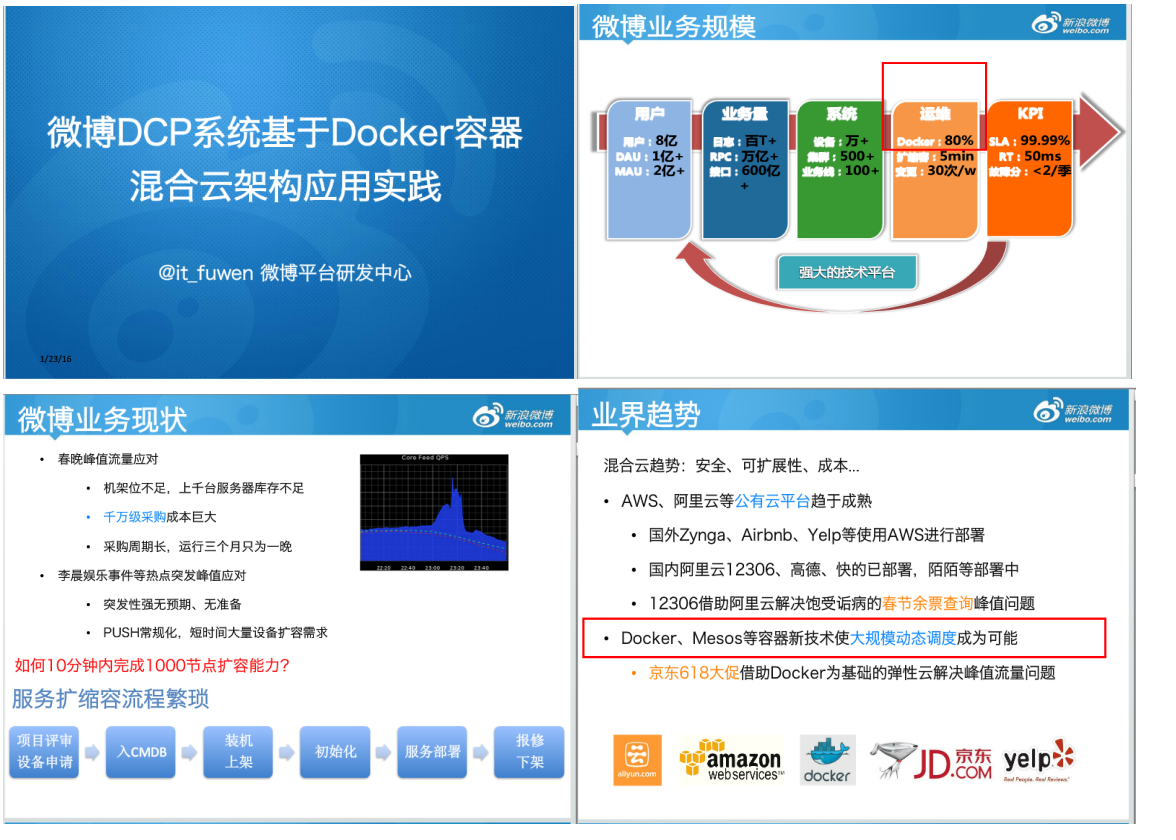 微博DCP系统基于Docker容器
混合云架构应用实践
@it_fuwen 微博平台研发中心
1/23/16
微博业务规模
新浪微博
weibo.com
用户
用户：8亿
DAU：1亿+
MAU：2亿+
业务量
日志：百T+
RPC：万亿+
接口：600亿
+
系统
设备：万+
集群：500+
业务线：100+
运维
Docker：80%
扩缩容：5min
变更：30次/w
KPI
SLA：99.99%
RT：50ms
故障分：<2/季
强大的技术平台
微博业务现状
新浪微博
weibo.com
• 春晚峰值流量应对
• 机架位不足，上千台服务器库存不足
• 千万级采购成本巨大
• 采购周期长，运行三个月只为一晚
• 李晨娱乐事件等热点突发峰值应对
• 突发性强无预期、无准备
• PUSH常规化，短时间大量设备扩容需求
Core Feed QPS
22:20 22:40 23:00 23:20 23:40
如何10分钟内完成1000节点扩容能力?
服务扩缩容流程繁琐
项目评审
设备申请
入CMDB
装机
上架
初始化
服务部署
报修
下架
业界趋势
新浪微博
weibo.com
混合云趋势：安全、可扩展性、成本...
• AWS、阿里云等公有云平台趋于成熟
• 国外Zynga、Airbnb、Yelp等使用AWS进行部署
• 国内阿里云12306、高德、快的已部署，陌陌等部署中
• 12306借助阿里云解决饱受诟病的春节余票查询峰值问题
• Docker、Mesos等容器新技术使大规模动态调度成为可能
• 京东618大促借助Docker为基础的弹性云解决峰值流量问题
aliyun.com
amazon
webservices™
docker
JD 京东
.COM
yelp
Real People. Real Reviews.®